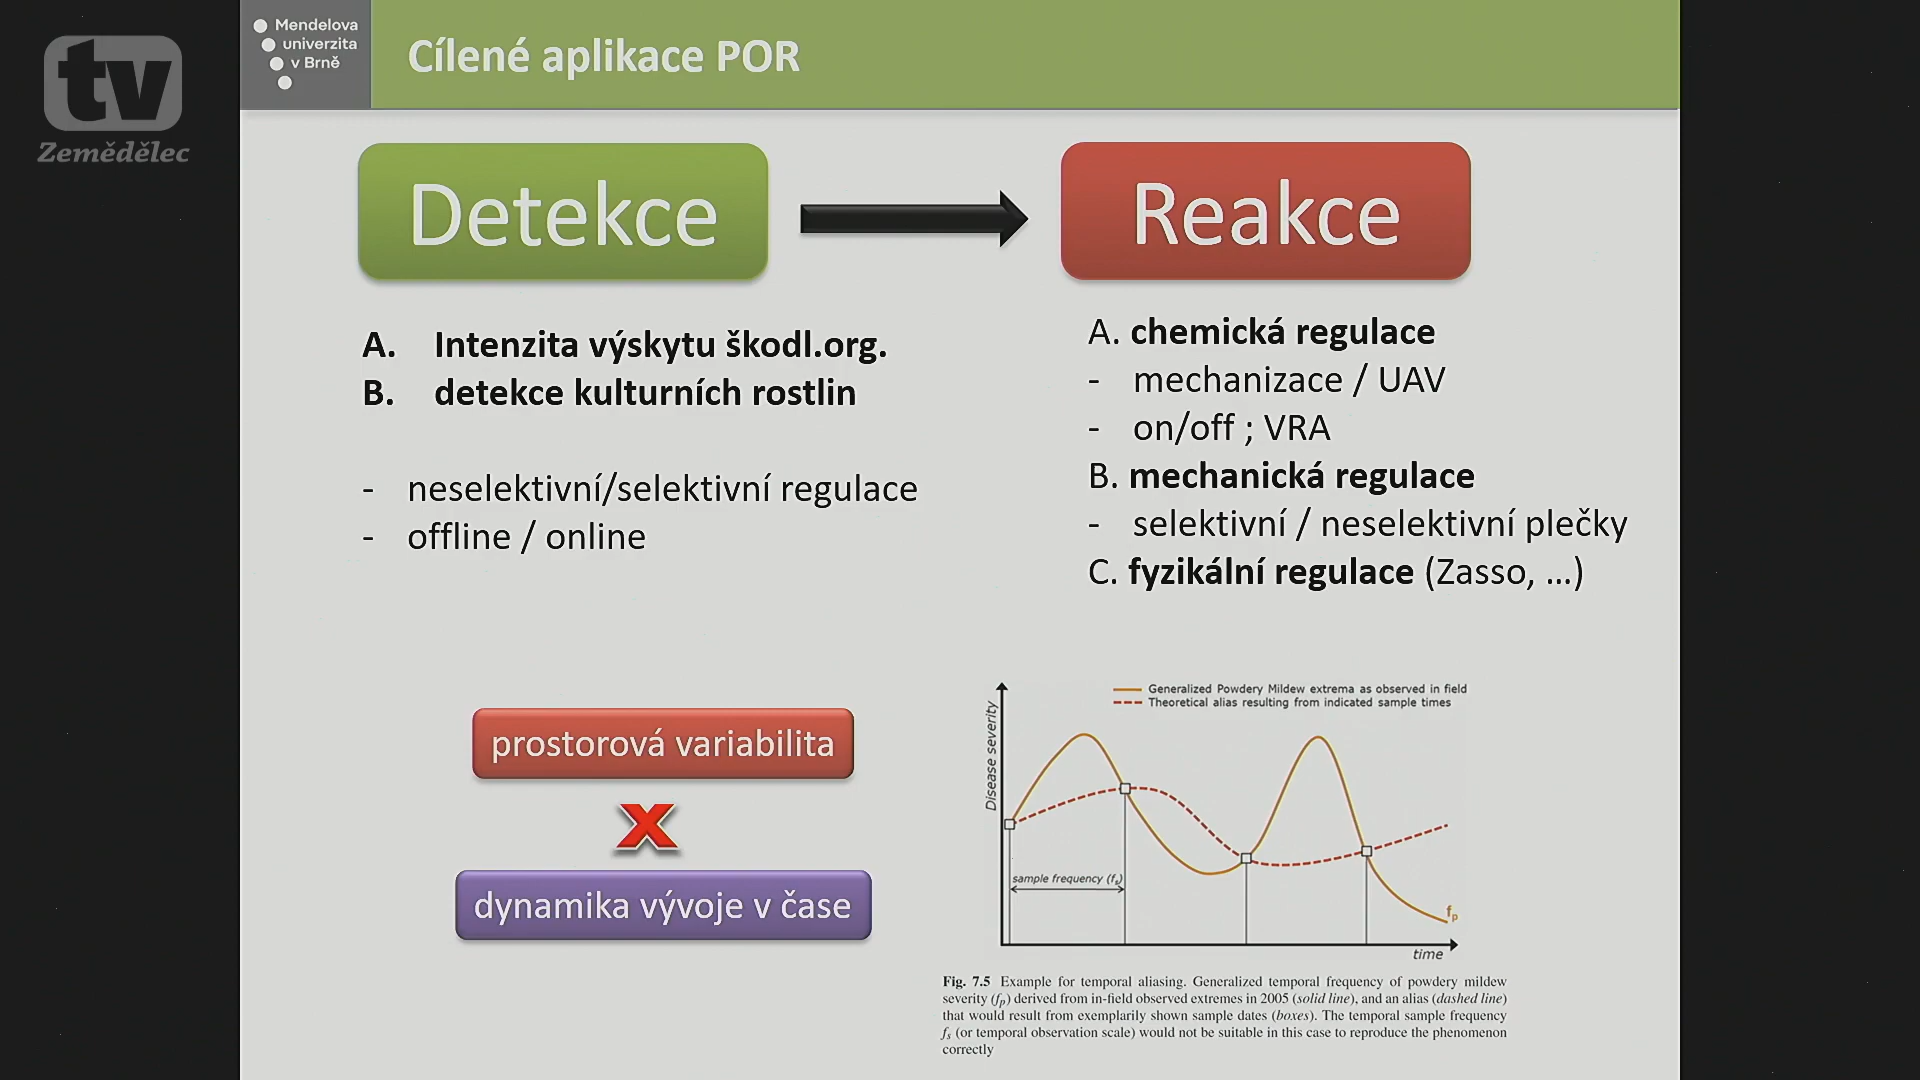 tv
Zemědělec
Mendelova
univerzita
v Brně
Cílené aplikace POR
Detekce
Reakce
A. Intenzita výskytu škodl.org.
B. detekce kulturních rostlin
- neselektivní/selektivní regulace
- offline / online
A. chemická regulace
- mechanizace / UAV
- on/off ; VRA
B. mechanická regulace
- selektivní / neselektivní plečky
C. fyzikální regulace (Zasso, ...)
prostorová variabilita
X
dynamika vývoje v čase
Generalized Powdery Mildew extrema as observed in field
Theoretical alias resulting from indicated sample times
Disease severity
sample frequency (fs)
fp
time
Fig. 7.5 Example for temporal aliasing. Generalized temporal frequency of powdery mildew
severity (fp) derived from in-field observed extremes in 2005 (solid line), and an alias (dashed line)
that would result from exemplarily shown sample dates (boxes). The temporal sample frequency
fs (or temporal observation scale) would not be suitable in this case to reproduce the phenomenon
correctly